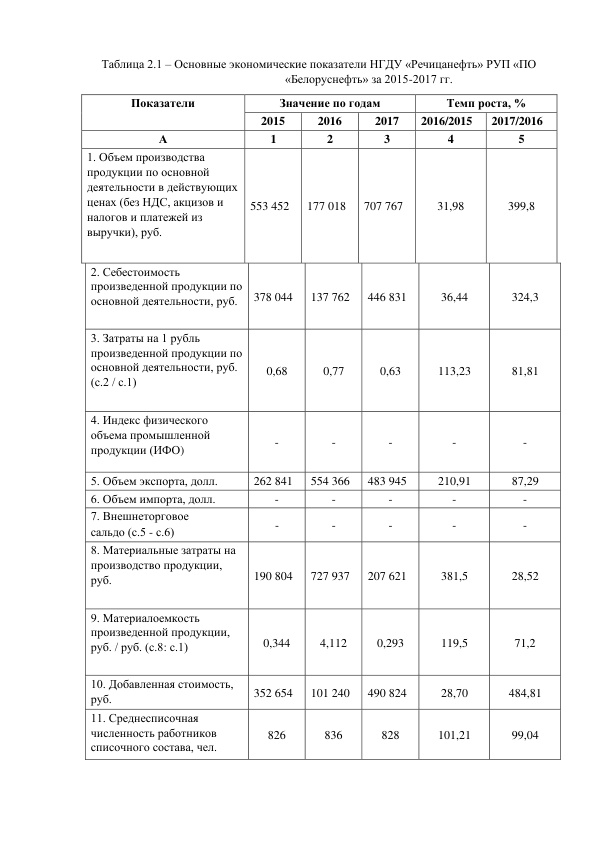 Таблица 2.1 – Основные экономические показатели НГДУ «Речицанефть» РУП «ПО
«Белоруснефть» за 2015-2017 гг.
Показатели Значение по годам Темп роста, %
2015 2016 2017 2016/2015 2017/2016
А 1 2 3 4 5
1. Объем производства
продукции по основной
деятельности в действующих
ценах (без НДС, акцизов и
налогов и платежей из
выручки), руб.
553 452 177 018 707 767 31,98 399,8
2. Себестоимость
произведенной продукции по
основной деятельности, руб.
378 044 137 762 446 831 36,44 324,3
3. Затраты на 1 рубль
произведенной продукции по
основной деятельности, руб.
(с.2 / с.1)
0,68 0,77 0,63 113,23 81,81
4. Индекс физического
объема промышленной
продукции (ИФО)
- - - - -
5. Объем экспорта, долл. 262 841 554 366 483 945 210,91 87,29
6. Объем импорта, долл. - - - - -
7. Внешнеторговое
сальдо (с.5 - с.6)
- - - - -
8. Материальные затраты на
производство продукции,
руб.
190 804 727 937 207 621 381,5 28,52
9. Материалоемкость
произведенной продукции,
руб. / руб. (с.8: с.1)
0,344 4,112 0,293 119,5 71,2
10. Добавленная стоимость,
руб.
352 654 101 240 490 824 28,70 484,81
11. Среднесписочная
численность работников
списочного состава, чел.
826 836 828 101,21 99,04